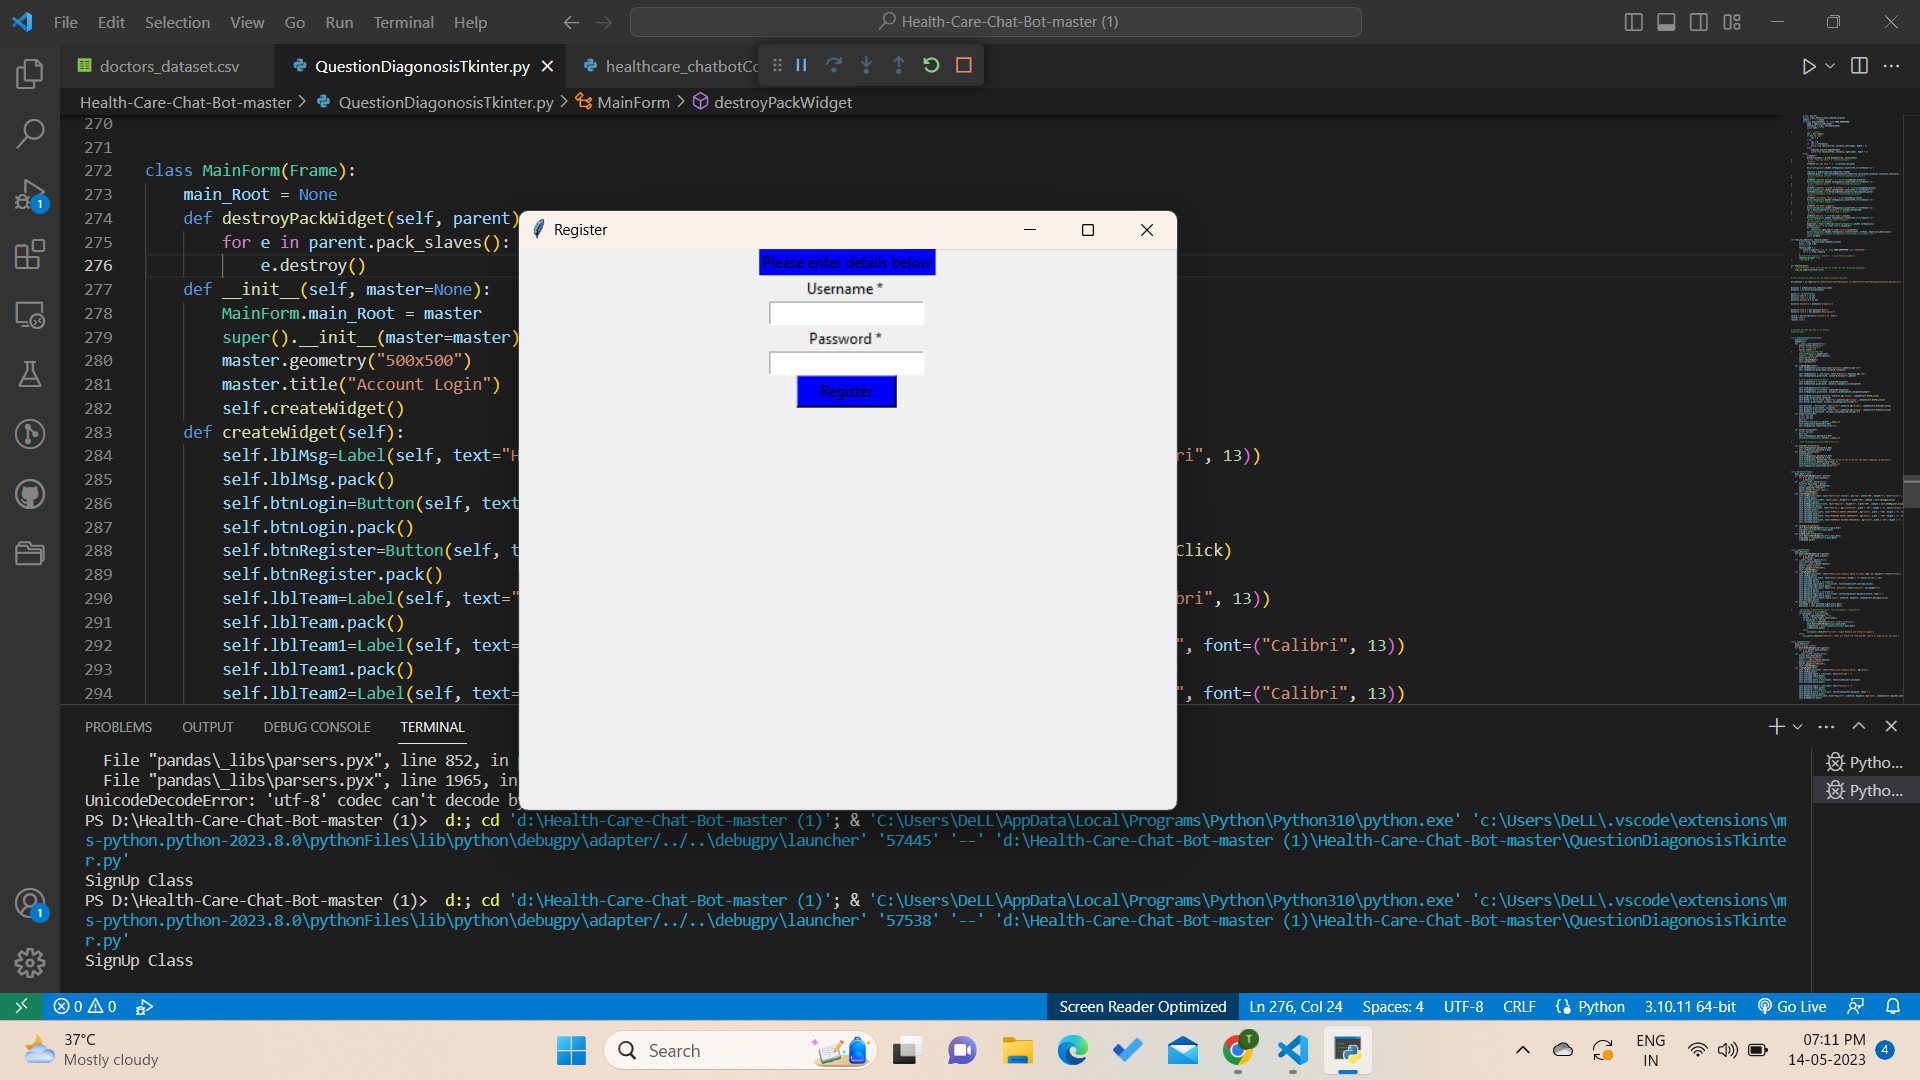 File Edit Selection View Go Run Terminal Help
Health-Care-Chat-Bot-master (1)
doctors_dataset.csv
QuestionDiagonosisTkinter.py
healthcare_chatbotCo
Health-Care-Chat-Bot-master > QuestionDiagonosisTkinter.py > MainForm > destroyPackWidget
270
271
272 class MainForm(Frame):
273 main_Root = None
274 def destroyPackWidget(self, parent)
275 for e in parent.pack_slaves():
276 e.destroy()
277 def __init__(self, master=None):
278 MainForm.main_Root = master
279 super().__init__(master=master)
280 master.geometry("500x500")
281 master.title("Account Login")
282 self.createWidget()
283 def createWidget(self):
284 self.lblMsg=Label(self, text="H ri", 13))
285 self.lblMsg.pack()
286 self.btnLogin=Button(self, text
287 self.btnLogin.pack()
288 self.btnRegister=Button(self, t Click)
289 self.btnRegister.pack()
290 self.lblTeam=Label(self, text=" bri", 13))
291 self.lblTeam.pack()
292 self.lblTeam1=Label(self, text= ", font=("Calibri", 13))
293 self.lblTeam1.pack()
294 self.lblTeam2=Label(self, text= ", font=("Calibri", 13))
Register
Please enter details below
Username *
Password *
Register
PROBLEMS OUTPUT DEBUG CONSOLE TERMINAL
File "pandas\_libs\parsers.pyx", line 852, in
File "pandas\_libs\parsers.pyx", line 1965, in
UnicodeDecodeError: 'utf-8' codec can't decode by
PS D:\Health-Care-Chat-Bot-master (1)> d:; cd 'd:\Health-Care-Chat-Bot-master (1)'; & 'C:\Users\DeLL\AppData\Local\Programs\Python\Python310\python.exe' 'c:\Users\DeLL\.vscode\extensions\m
s-python.python-2023.8.0\pythonFiles\lib\python\debugpy\adapter/../..\debugpy\launcher' '57445' '--' 'd:\Health-Care-Chat-Bot-master (1)\Health-Care-Chat-Bot-master\QuestionDiagonosisTkinte
r.py'
SignUp Class
PS D:\Health-Care-Chat-Bot-master (1)> d:; cd 'd:\Health-Care-Chat-Bot-master (1)'; & 'C:\Users\DeLL\AppData\Local\Programs\Python\Python310\python.exe' 'c:\Users\DeLL\.vscode\extensions\m
s-python.python-2023.8.0\pythonFiles\lib\python\debugpy\adapter/../..\debugpy\launcher' '57538' '--' 'd:\Health-Care-Chat-Bot-master (1)\Health-Care-Chat-Bot-master\QuestionDiagonosisTkinte
r.py'
SignUp Class
Pytho...
Pytho...
1
1
0 0
Screen Reader Optimized Ln 276, Col 24 Spaces: 4 UTF-8 CRLF Python 3.10.11 64-bit Go Live
37°C
Mostly cloudy
Search
T
ENG
IN
07:11 PM
14-05-2023
4